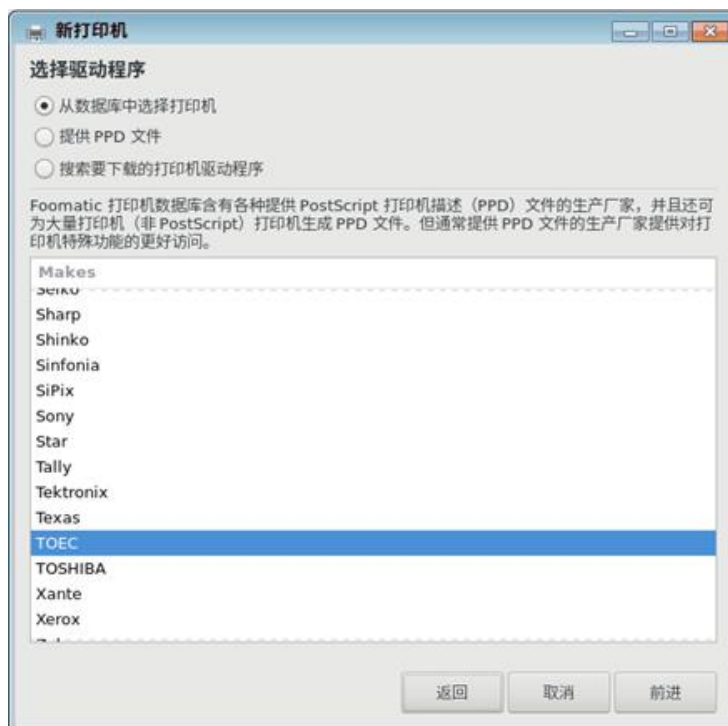 新打印机
选择驱动程序
从数据库中选择打印机
提供 PPD 文件
搜索要下载的打印机驱动程序
Foomatic 打印机数据库含有各种提供 PostScript 打印机描述（PPD）文件的生产厂家，并且还可
为大量打印机（非 PostScript）打印机生成 PPD 文件。但通常提供 PPD 文件的生产厂家提供对打
印机特殊功能的更好访问。
Makes
Seiko
Sharp
Shinko
Sinfonia
SiPix
Sony
Star
Tally
Tektronix
Texas
TOEC
TOSHIBA
Xante
Xerox
返回 取消 前进